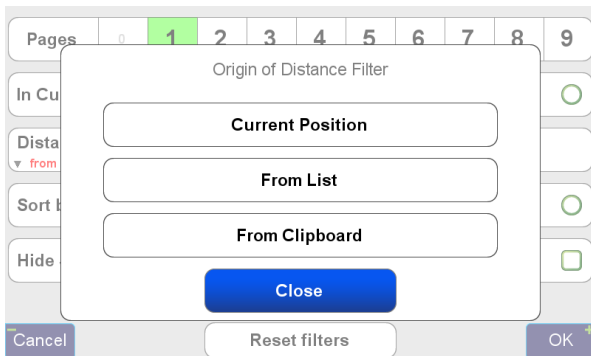 Pages 0 1 2 3 4 5 6 7 8 9
Origin of Distance Filter
In Cu
Current Position
Dista
▼ from
From List
Sort b
From Clipboard
Hide
Close
Cancel
Reset filters
OK